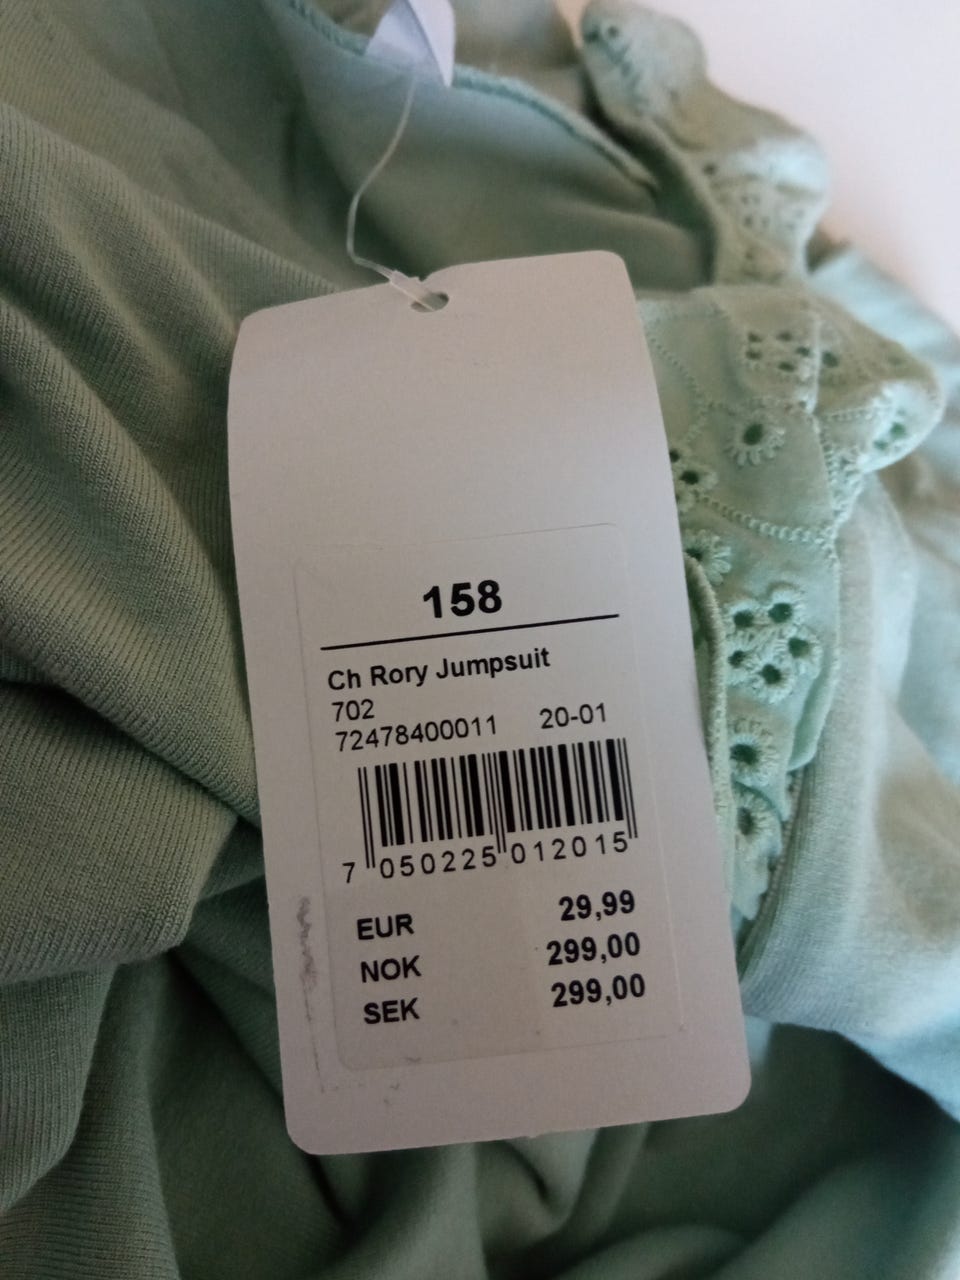 158
Ch Rory Jumpsuit
702
72478400011 20-01
7 050225 012015
EUR 29,99
NOK 299,00
SEK 299,00